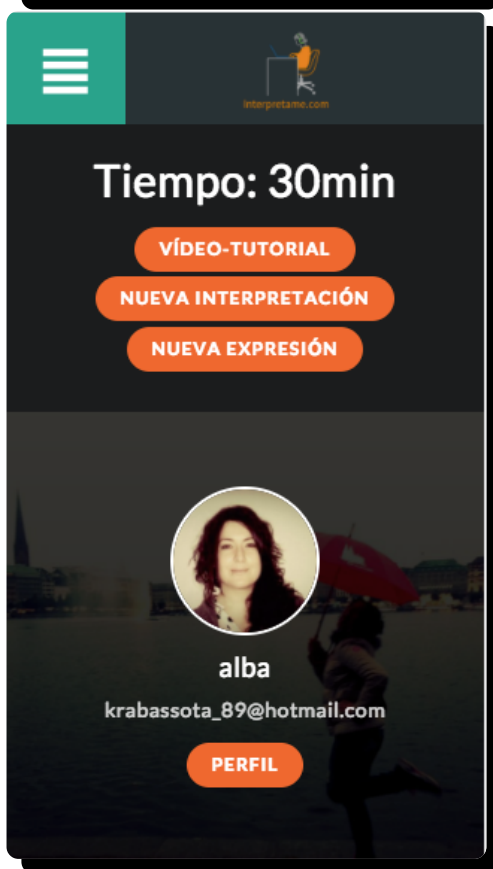 Interpretame.com
Tiempo: 30min
VÍDEO-TUTORIAL
NUEVA INTERPRETACIÓN
NUEVA EXPRESIÓN
alba
krabassota_89@hotmail.com
PERFIL